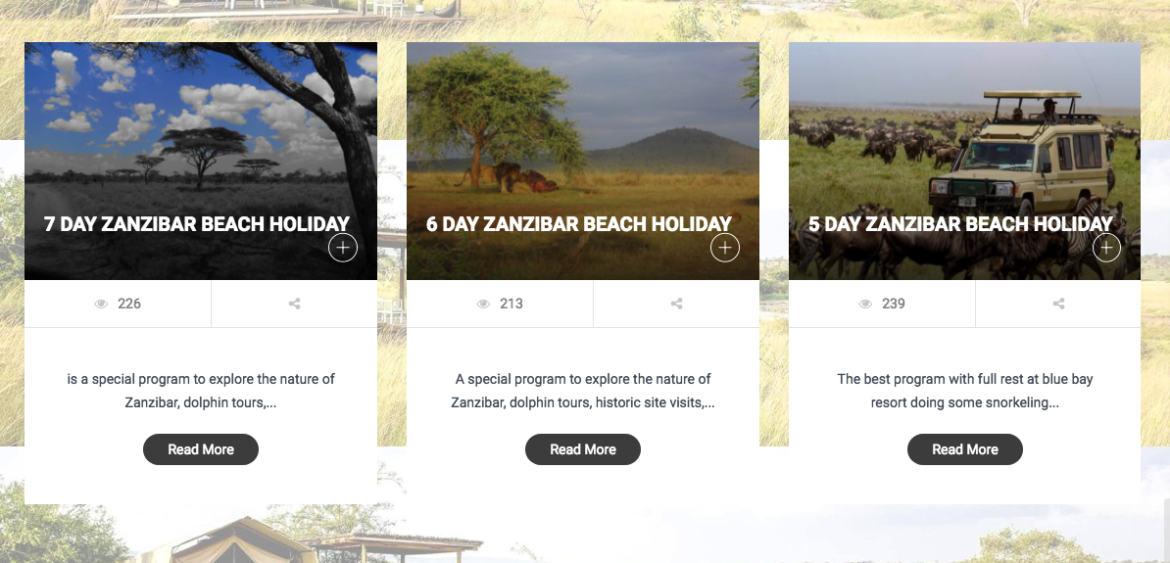 7 DAY ZANZIBAR BEACH HOLIDAY
226
is a special program to explore the nature of
Zanzibar, dolphin tours,...
Read More
6 DAY ZANZIBAR BEACH HOLIDAY
213
A special program to explore the nature of
Zanzibar, dolphin tours, historic site visits,...
Read More
5 DAY ZANZIBAR BEACH HOLIDAY
239
The best program with full rest at blue bay
resort doing some snorkeling...
Read More